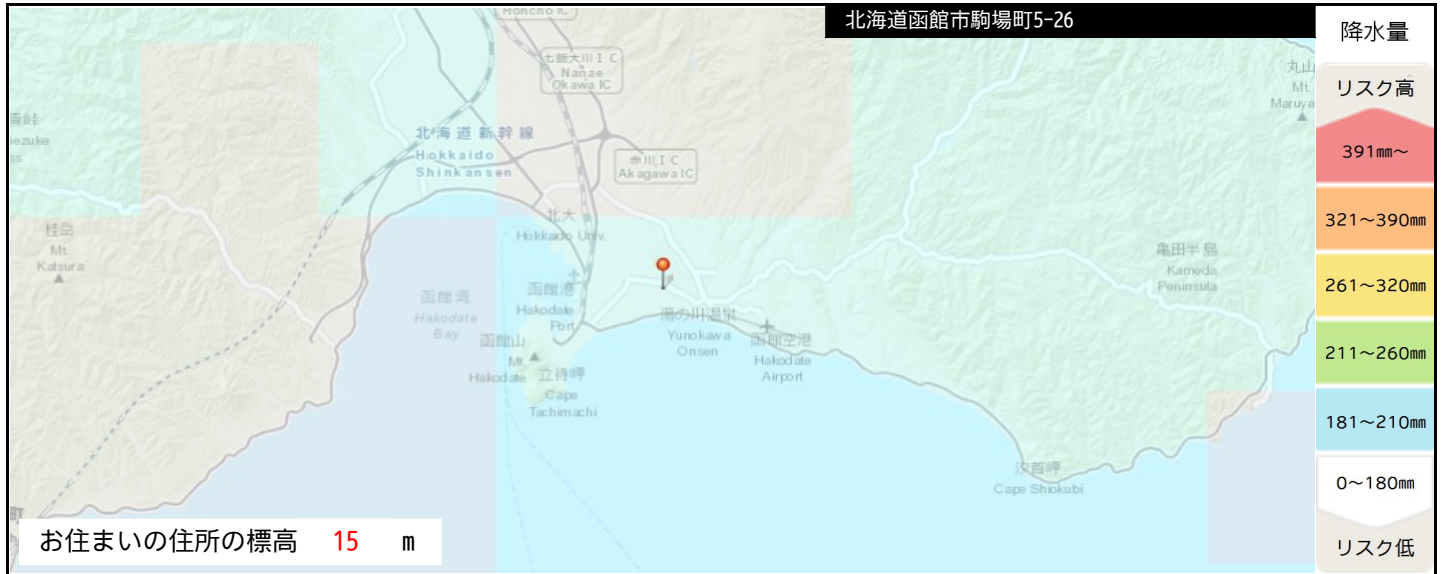 北海道函館市駒場町5-26
降水量
リスク高
391㎜~
321~390㎜
261~320㎜
211~260㎜
181~210㎜
0~180㎜
リスク低
Honcho IC
七飯大川IC
Nanae
Okawa IC
丸山
Mt
Maruya
北海道新幹線
Hokkaido
Shinkansen
赤川IC
Akagawa IC
桂岳
Mt
Katsura
北大
Hokkaido Univ.
亀田半島
Kameda
Peninsula
函館湾
Hakodate
Bay
函館港
Hakodate
Port
湯の川温泉
Yunokawa
Onsen
函館空港
Hakodate
Airport
函館山
Mt
Hakodate
立待岬
Cape
Tachimachi
汐首岬
Cape Shiokubi
お住まいの住所の標高 15 m